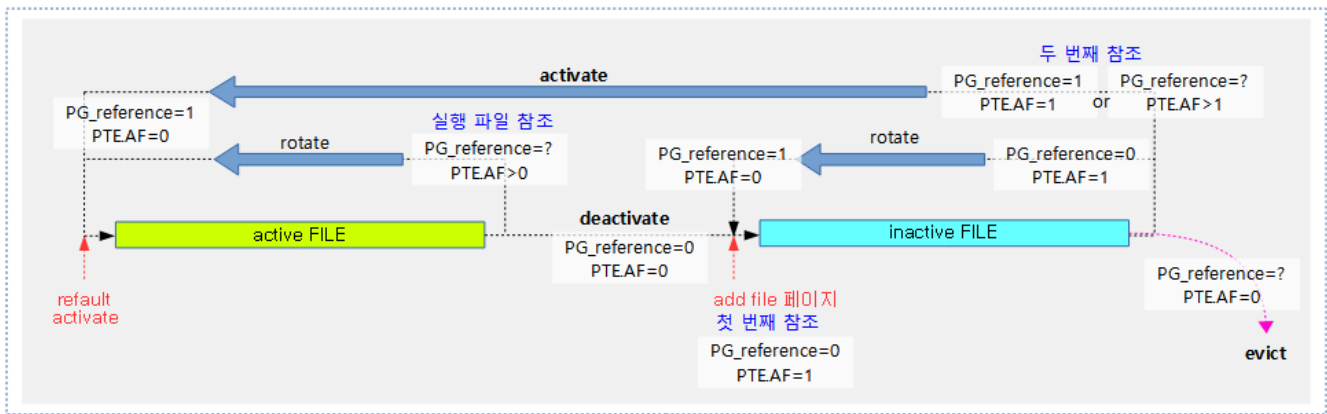 두 번째 참조
activate
PG_reference=1
PTE.AF=1
or
PG_reference=?
PTE.AF>1
PG_reference=1
PTE.AF=0
실행 파일 참조
rotate
PG_reference=?
PTE.AF>0
PG_reference=1
PTE.AF=0
rotate
PG_reference=0
PTE.AF=1
active FILE
deactivate
PG_reference=0
PTE.AF=0
inactive FILE
PG_reference=?
PTE.AF=0
evict
refault
activate
add file 페이지
첫 번째 참조
PG_reference=0
PTE.AF=1